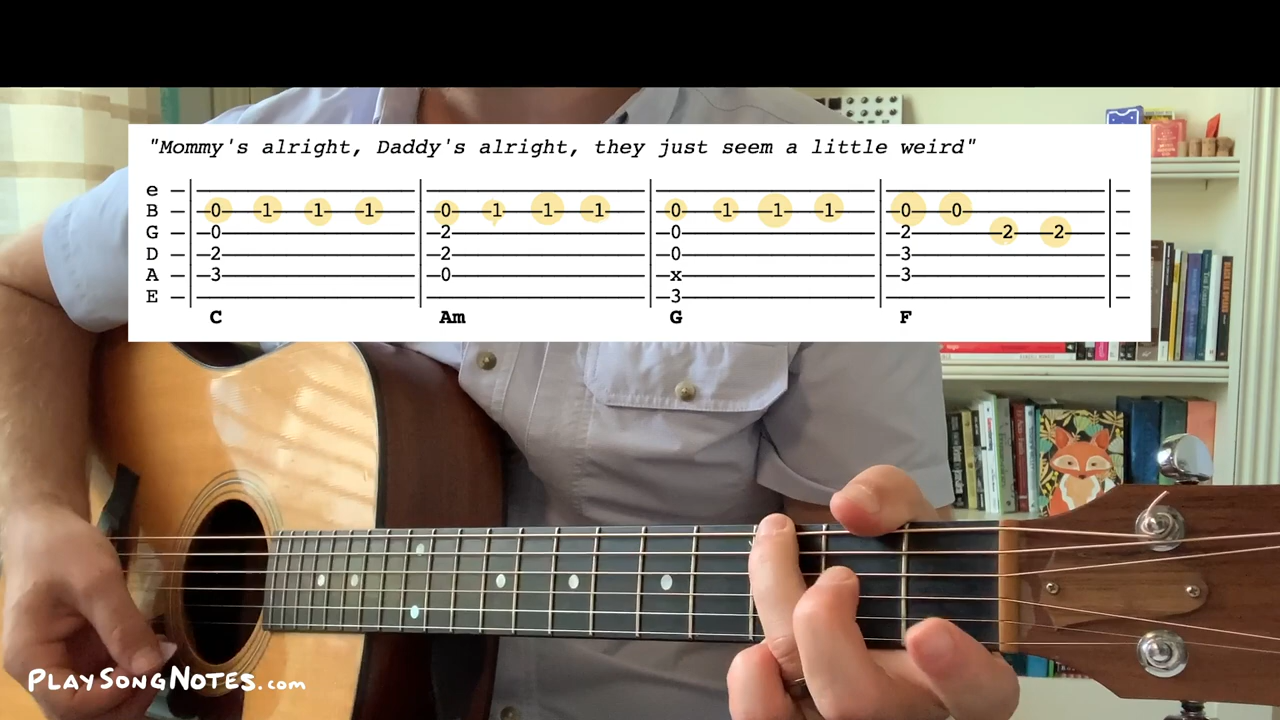 "Mommy's alright, Daddy's alright, they just seem a little weird"
e —|——————————|——————————|——————————|——————————|—
B —|-0—1—1—1—|-0—1—1—1—|-0—1—1—1—|-0—0————|—
G —|-0————————|-2————————|-0————————|-2———2—2—|—
D —|-2————————|-2————————|-0————————|-3————————|—
A —|-3————————|-0————————|-x————————|-3————————|—
E —|——————————|——————————|-3————————|——————————|—
C Am G F
PLAYSONGNOTES.com